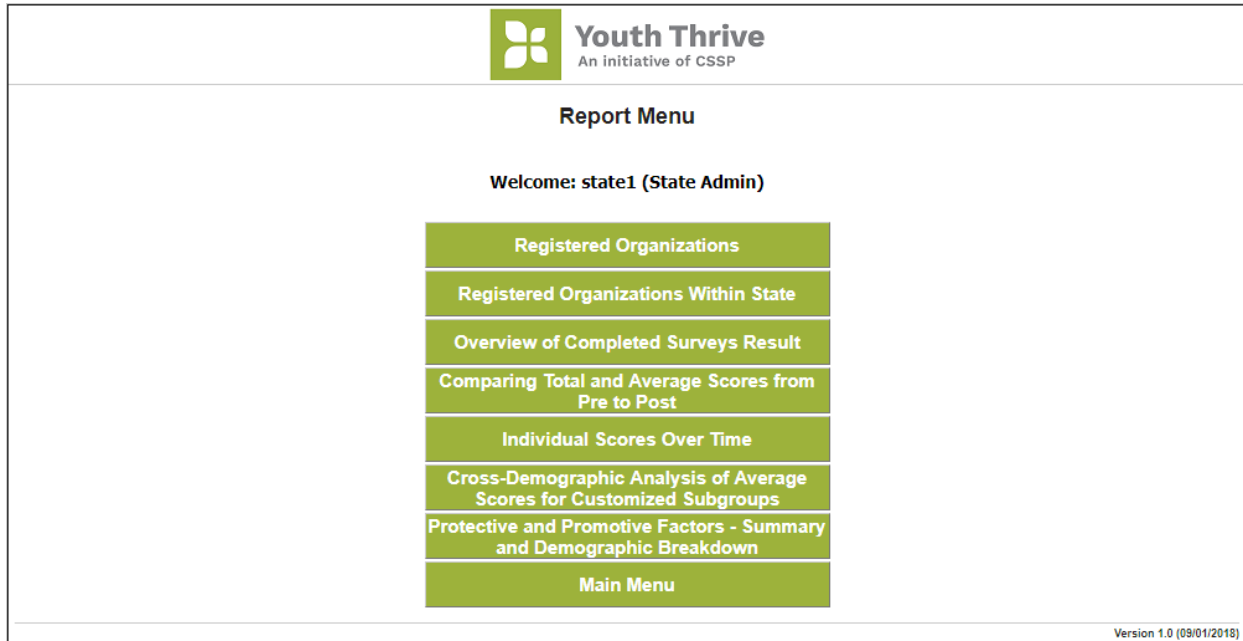 Youth Thrive
An initiative of CSSP
Report Menu
Welcome: state1 (State Admin)
Registered Organizations
Registered Organizations Within State
Overview of Completed Surveys Result
Comparing Total and Average Scores from
Pre to Post
Individual Scores Over Time
Cross-Demographic Analysis of Average
Scores for Customized Subgroups
Protective and Promotive Factors - Summary
and Demographic Breakdown
Main Menu
Version 1.0 (09/01/2018)